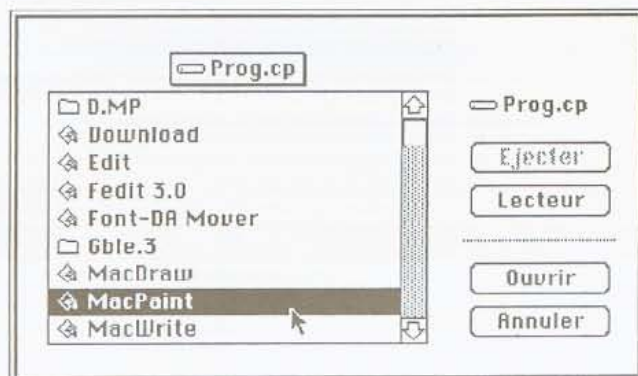 Prog.cp
D.MP
Download
Edit
Fedit 3.0
Font-DA Mover
Gble.3
MacDraw
MacPaint
MacWrite
Prog.cp
Ejecter
Lecteur
Ouvrir
Annuler